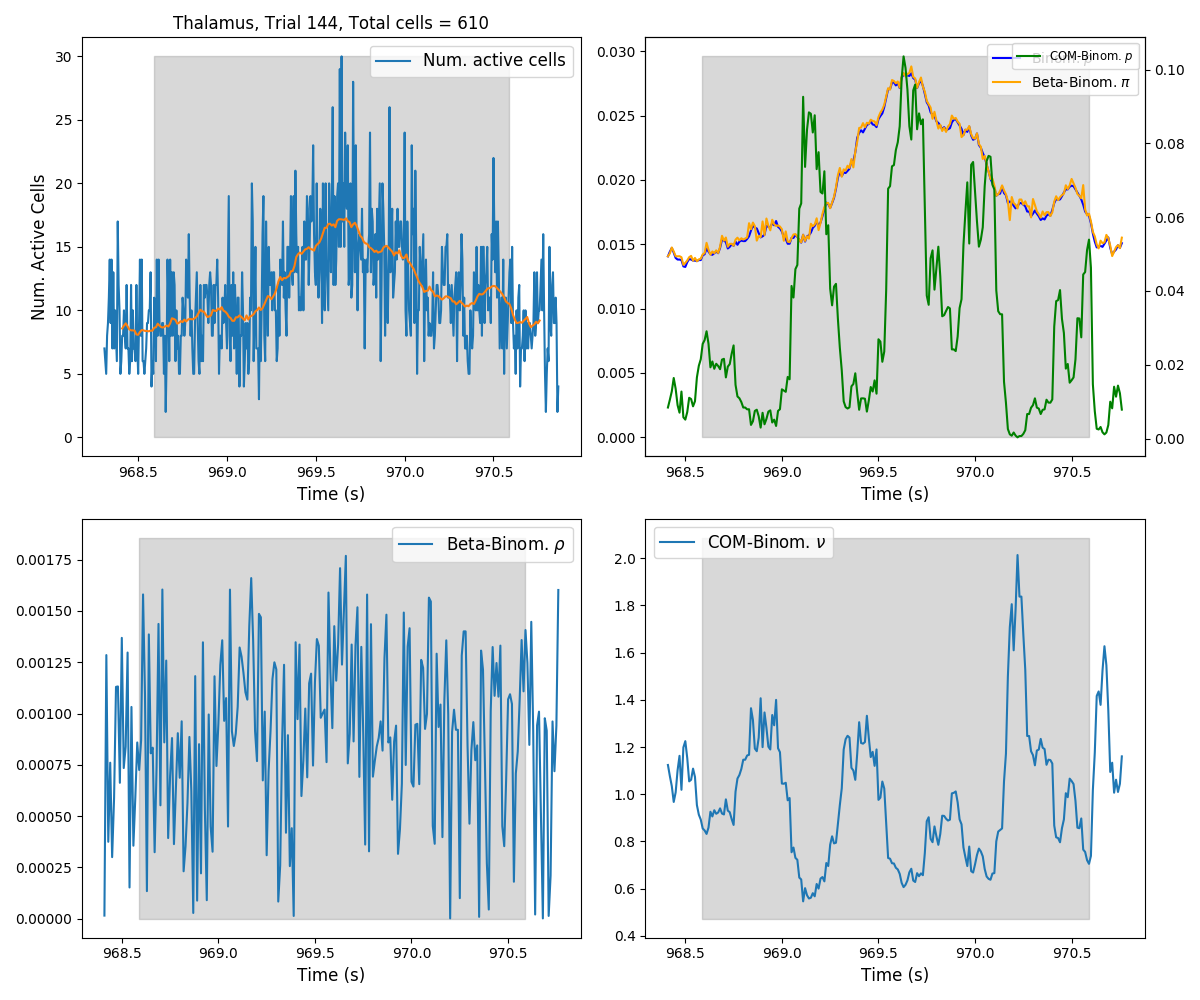 Thalamus, Trial 144, Total cells = 610
Num. active cells
30
25
20
15
10
5
0
Num. Active Cells
968.5 969.0 969.5 970.0 970.5
Time (s)
COM-Binom. p
Beta-Binom. π
0.030
0.025
0.020
0.015
0.010
0.005
0.000
0.10
0.08
0.06
0.04
0.02
0.00
968.5 969.0 969.5 970.0 970.5
Time (s)
Beta-Binom. ρ
0.00175
0.00150
0.00125
0.00100
0.00075
0.00050
0.00025
0.00000
968.5 969.0 969.5 970.0 970.5
Time (s)
COM-Binom. ν
2.0
1.8
1.6
1.4
1.2
1.0
0.8
0.6
0.4
968.5 969.0 969.5 970.0 970.5
Time (s)